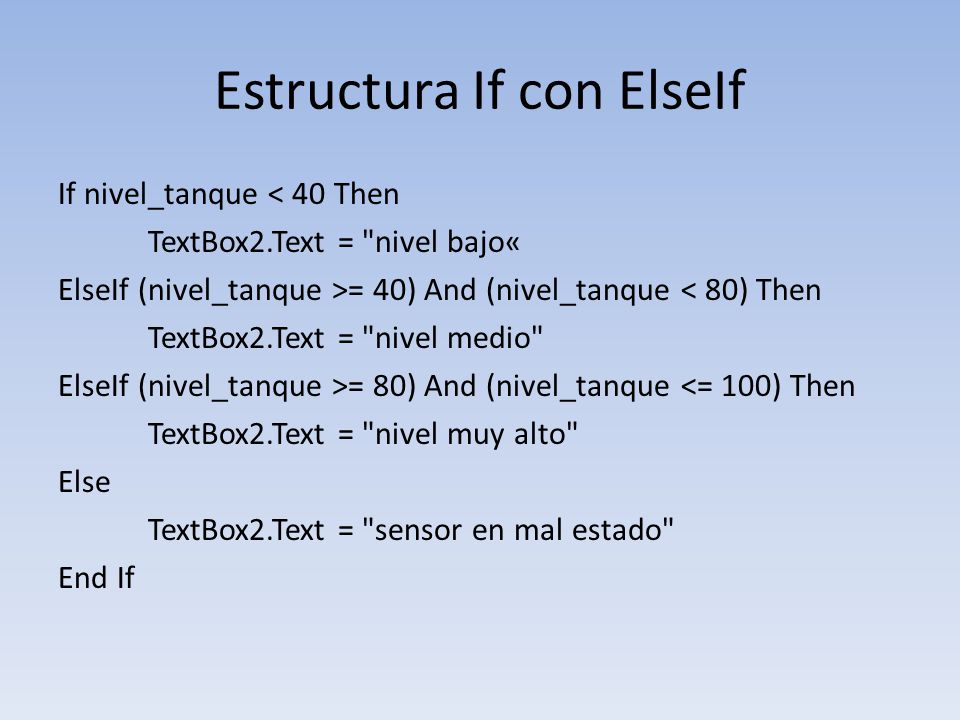 Estructura If con ElseIf
If nivel_tanque < 40 Then
TextBox2.Text = "nivel bajo«
ElseIf (nivel_tanque >= 40) And (nivel_tanque < 80) Then
TextBox2.Text = "nivel medio"
ElseIf (nivel_tanque >= 80) And (nivel_tanque <= 100) Then
TextBox2.Text = "nivel muy alto"
Else
TextBox2.Text = "sensor en mal estado"
End If